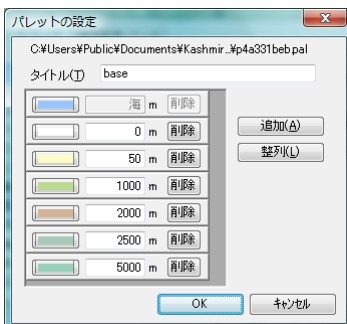 パレットの設定
C:¥Users¥Public¥Documents¥Kashmir..¥p4a331beb.pal
タイトル(T) base
海 m 削除
0 m 削除
50 m 削除
1000 m 削除
2000 m 削除
2500 m 削除
5000 m 削除
追加(A)
整列(L)
OK キャンセル